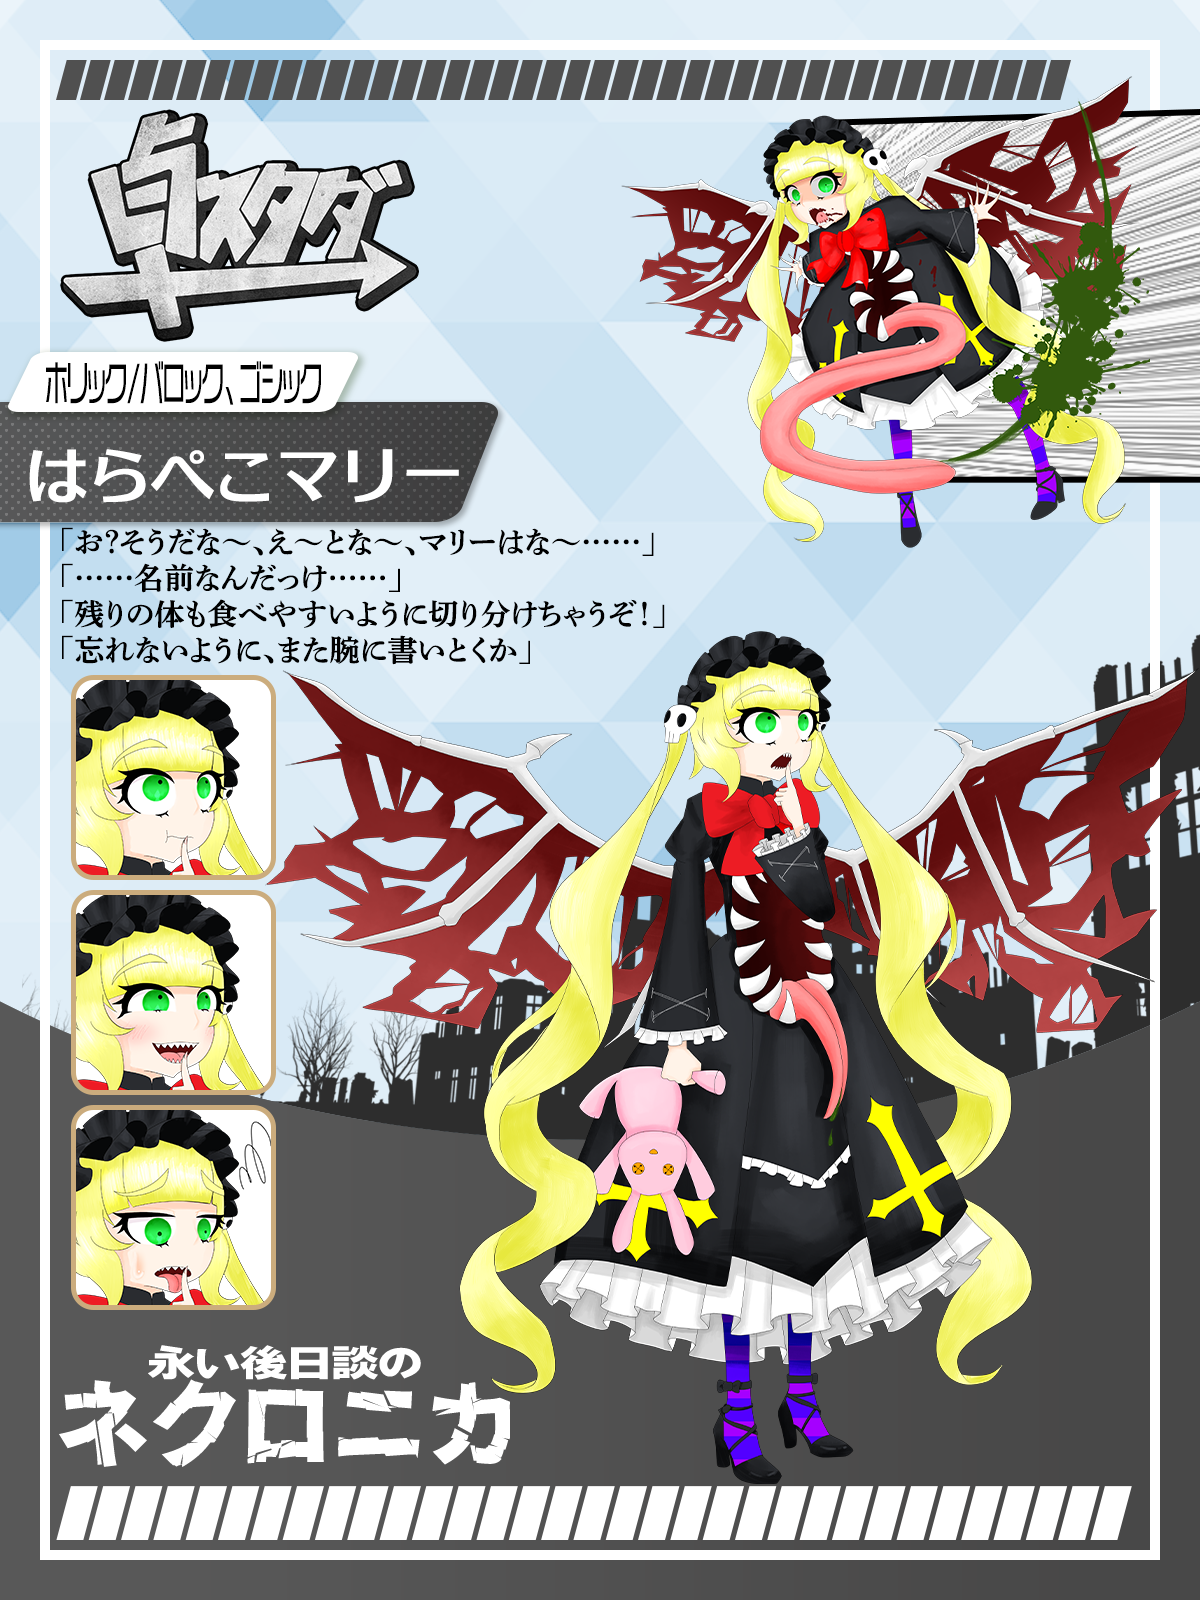 卓スタダ
ホリック/バロック、ゴシック
はらぺこマリー
「お?そうだな～、え～とな～、マリーはな～……」
「……名前なんだっけ……」
「残りの体も食べやすいように切り分けちゃうぞ!」
「忘れないように、また腕に書いとくか」
永い後日談の
ネクロニカ